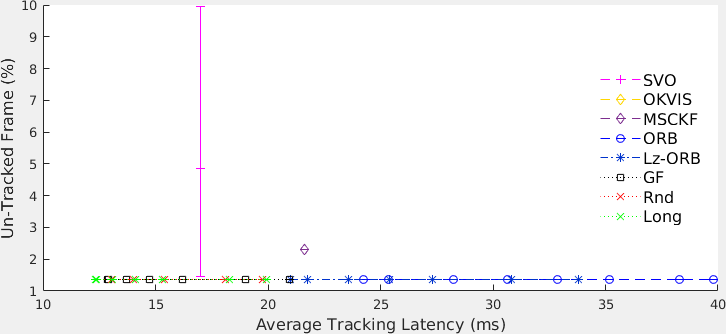 10
9
8
7
6
5
4
3
2
1
Un-Tracked Frame (%)
SVO
OKVIS
MSCKF
ORB
Lz-ORB
GF
Rnd
Long
10 15 20 25 30 35 40
Average Tracking Latency (ms)